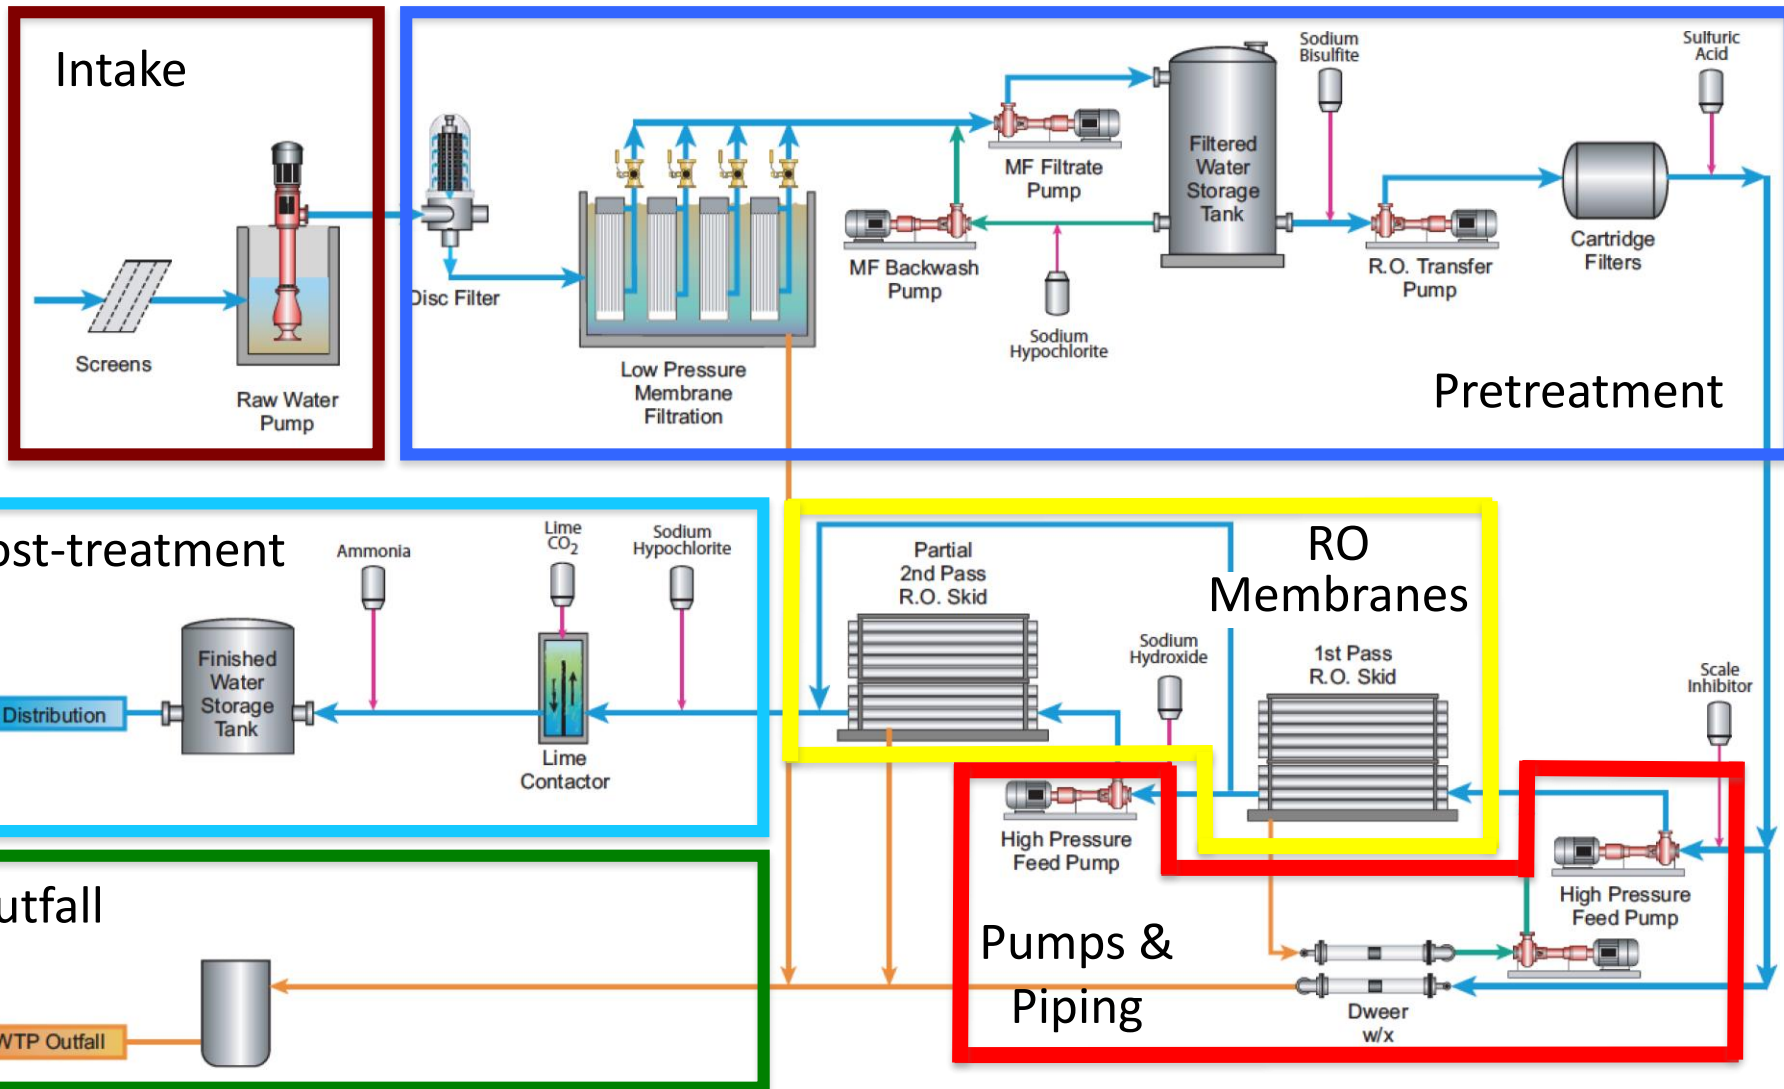 Intake
Screens
Raw Water
Pump
Disc Filter
Low Pressure
Membrane
Filtration
MF Filtrate
Pump
MF Backwash
Pump
Sodium
Hypochlorite
Filtered
Water
Storage
Tank
Sodium
Bisulfite
R.O. Transfer
Pump
Cartridge
Filters
Sulfuric
Acid
Pretreatment
ost-treatment
Ammonia
Lime
CO2
Sodium
Hypochlorite
Distribution
Finished
Water
Storage
Tank
Lime
Contactor
Partial
2nd Pass
R.O. Skid
RO
Membranes
Sodium
Hydroxide
1st Pass
R.O. Skid
Scale
Inhibitor
High Pressure
Feed Pump
High Pressure
Feed Pump
Pumps &
Piping
Dweer
w/x
utfall
WTP Outfall